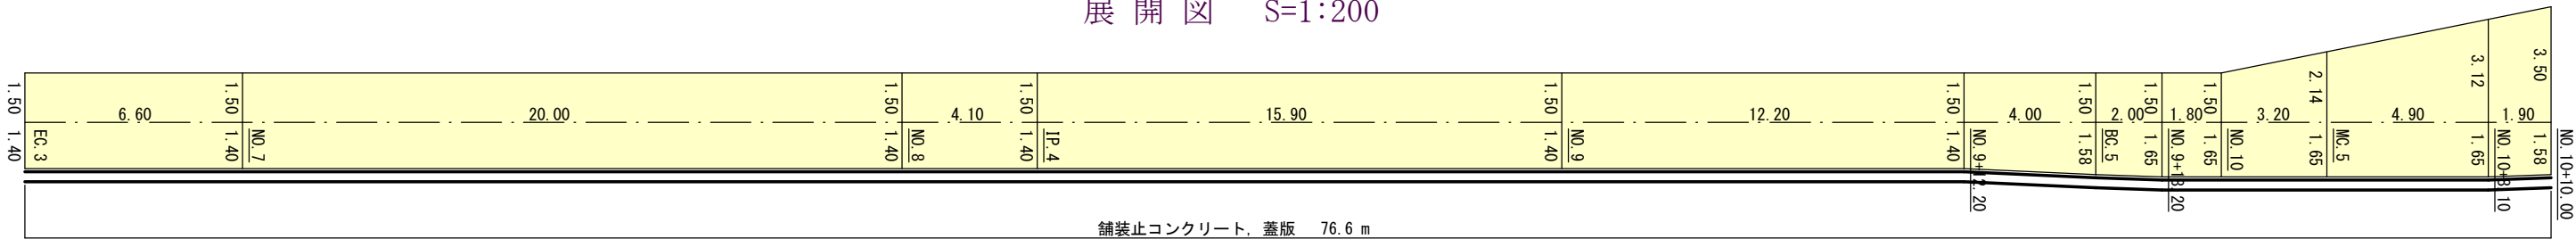 展 開 図 S=1:200
1.50 1.40 EC.3
6.60
1.50 1.40 NO.7
20.00
1.50 1.40 NO.8
4.10
1.50 1.40 IP.4
15.90
1.50 1.40 NO.9
12.20
1.50 1.40 NO.9+12.20
4.00
1.50 1.58 BC.5
2.00
1.50 1.65 NO.9+18.20
1.80
1.50 1.65 NO.10
3.20
2.14 1.65 MC.5
4.90
3.12 1.65 NO.10+8.10
1.90
3.50 1.58 NO.10+10.00
舗装止コンクリート, 蓋版 76.6 m